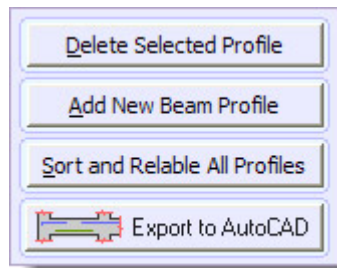 Delete Selected Profile
Add New Beam Profile
Sort and Relable All Profiles
Export to AutoCAD